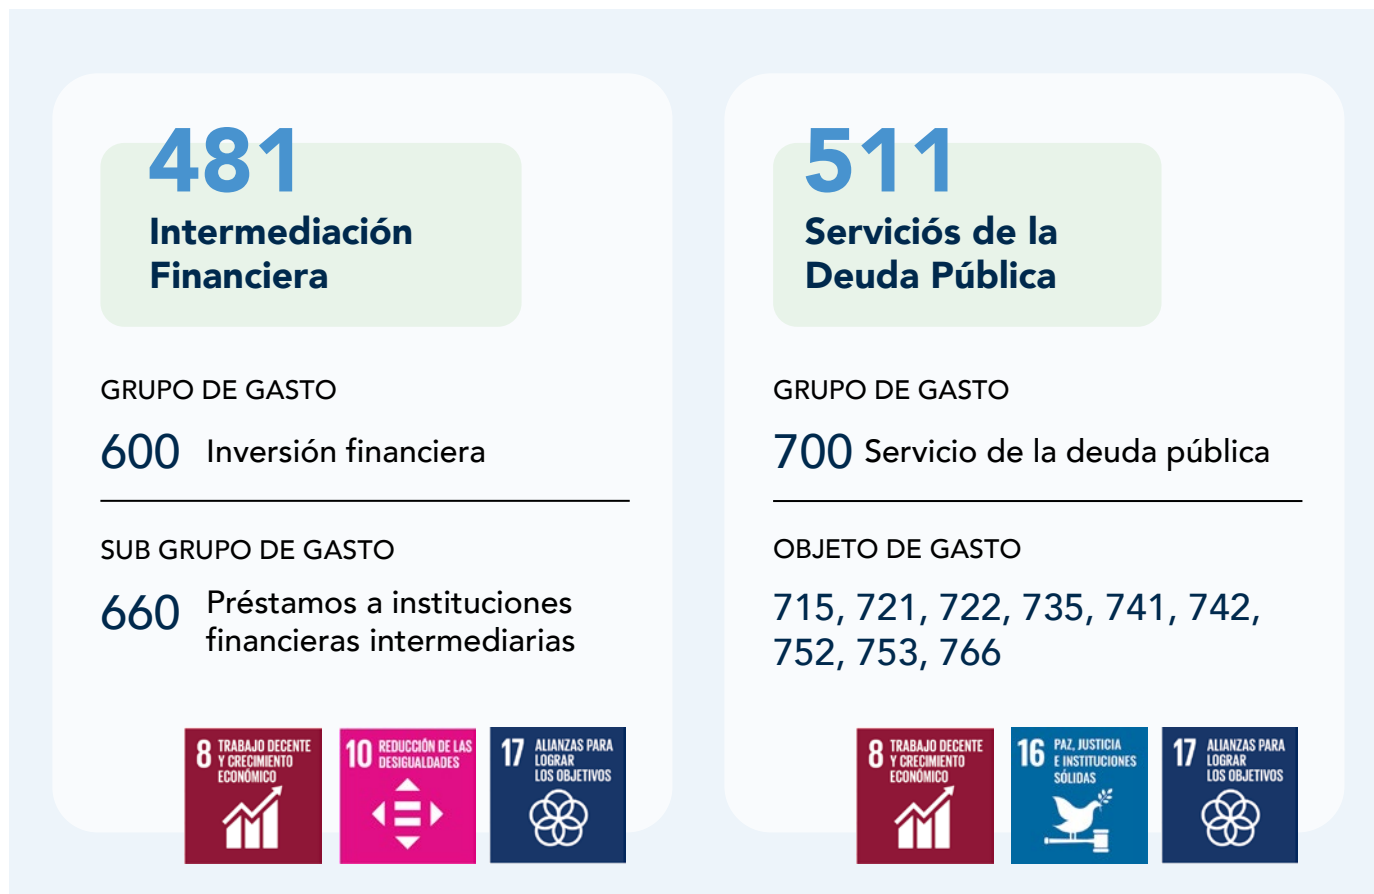 481
Intermediación
Financiera
GRUPO DE GASTO
600 Inversión financiera
SUB GRUPO DE GASTO
660 Préstamos a instituciones
financieras intermediarias
8 TRABAJO DECENTE
Y CRECIMIENTO
ECONÓMICO
10 REDUCCIÓN DE LAS
DESIGUALDADES
17 ALIANZAS PARA
LOGRAR
LOS OBJETIVOS
511
Serviciós de la
Deuda Pública
GRUPO DE GASTO
700 Servicio de la deuda pública
OBJETO DE GASTO
715, 721, 722, 735, 741, 742,
752, 753, 766
8 TRABAJO DECENTE
Y CRECIMIENTO
ECONÓMICO
16 PAZ, JUSTICIA
E INSTITUCIONES
SÓLIDAS
17 ALIANZAS PARA
LOGRAR
LOS OBJETIVOS